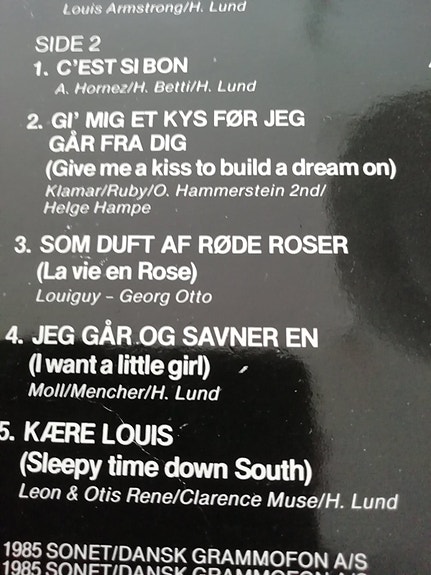 Louis Armstrong/H. Lund
SIDE 2
1. C'EST SI BON
A. Hornez/H. Betti/H. Lund
2. GI' MIG ET KYS FØR JEG
GÅR FRA DIG
(Give me a kiss to build a dream on)
Klamar/Ruby/O. Hammerstein 2nd/
Helge Hampe
3. SOM DUFT AF RØDE ROSER
(La vie en Rose)
Louiguy – Georg Otto
4. JEG GÅR OG SAVNER EN
(I want a little girl)
Moll/Mencher/H. Lund
5. KÆRE LOUIS
(Sleepy time down South)
Leon & Otis Rene/Clarence Muse/H. Lund
1985 SONET/DANSK GRAMMOFON A/S
1985 SONET/DANSK GRAMMOFON A/S